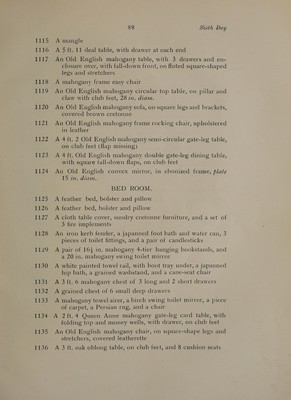 88 Sixth Day
1115 A mangle
1116 A 5 ft. 11 deal table, with drawer at each end
1117 An Old English mahogany table, with 3 drawers and en-
closure over, with fall-down front, on fluted square-shaped
legs and stretchers
1118 A mahogany frame easy chair
1119 An Old English mahogany circular top table, on pillar and
claw with club feet, 28 in. diam.
1120 An Old English mahogany sofa, on square legs and brackets,
covered brown cretonne
1121 An Old English mahogany frame rocking chair, upholstered
in leather
1122 A 4 ft. 2 Old English mahogany semi-circular gate-leg table,
on club feet (flap missing)
1123 A 4 ft. Old English mahogany double gate-leg dining table,
with square fall-down flaps, on club feet
1124 An Old English convex mirror, in ebonized frame, plate
15 in. diam.
BED ROOM.
1125 A feather bed, bolster and pillow
1126 A feather bed, bolster and pillow
1127 A cloth table cover, sundry cretonne furniture, and a set of
3 fire implements
1128 An iron kerb fender, a japanned foot bath and water can, 3
pieces of toilet fittings, and a pair of candlesticks
1129 A pair of 16½ in. mahogany 4-tier hanging bookstands, and
a 20 in. mahogany swing toilet mirror
1130 A white painted towel rail, with boot tray under, a japanned
hip bath, a grained washstand, and a cane-seat chair
1131 A 3 ft. 6 mahogany chest of 3 long and 2 short drawers
1132 A grained chest of 6 small deep drawers
1133 A mahogany towel airer, a birch swing toilet mirror, a piece
of carpet, a Persian rug, and a chair
1134 A 2 ft. 4 Queen Anne mahogany gate-leg card table, with
folding top and money wells, with drawer, on club feet
1135 An Old English mahogany chair, on square-shape legs and
stretchers, covered leatherette
1136 A 3 ft. oak oblong table, on club feet, and 8 cushion seats